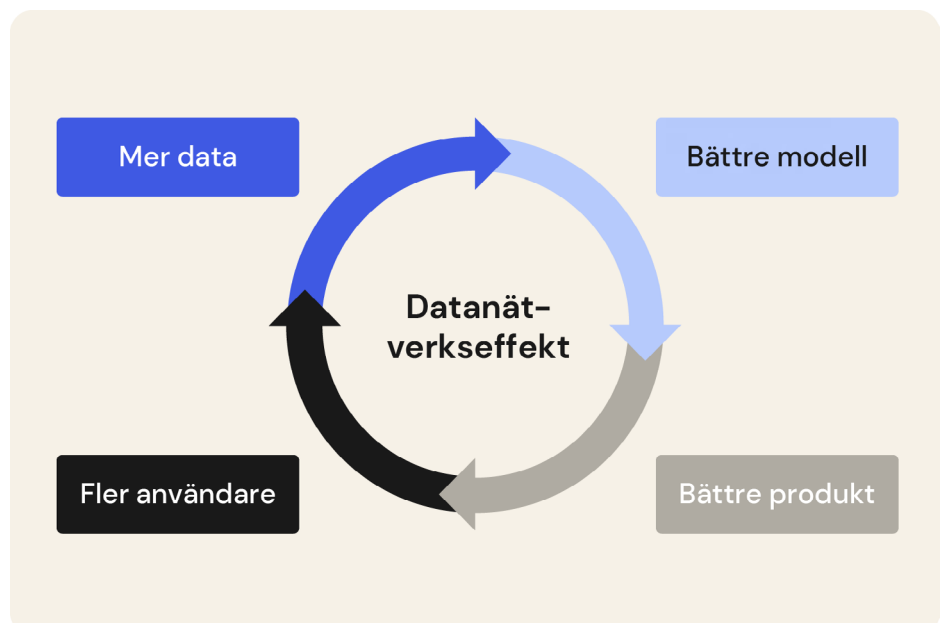 Mer data
Bättre modell
Datanät-
verkseffekt
Fler användare
Bättre produkt